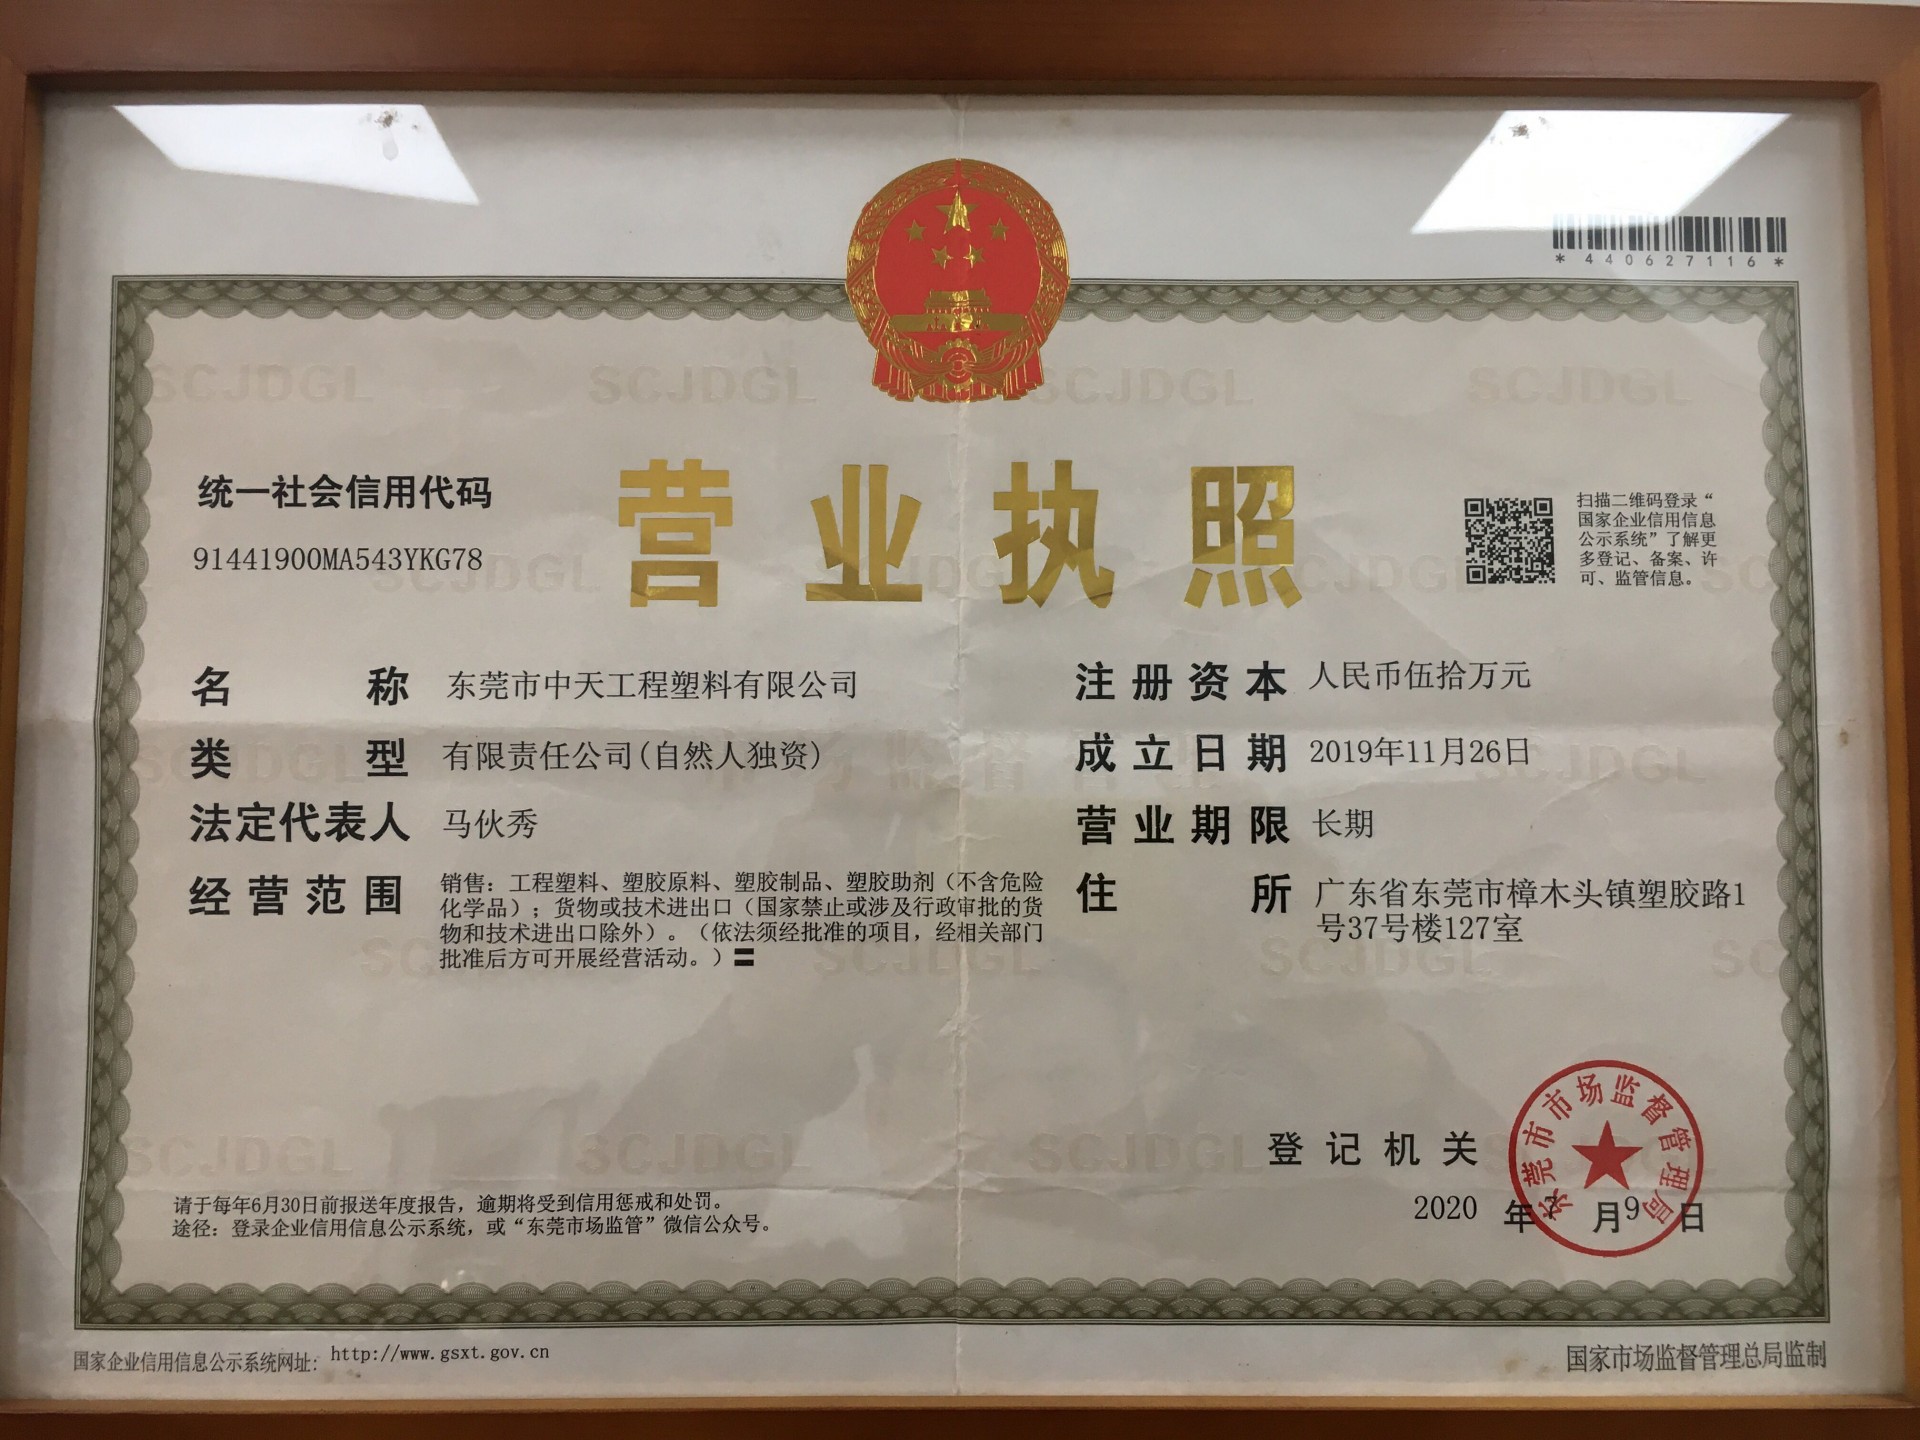 *440627116*
统一社会信用代码
91441900MA543YKG78
营业执照
扫描二维码登录“
国家企业信用信息
公示系统”了解更
多登记、备案、许
可、监管信息。
名称 东莞市中天工程塑料有限公司
类型 有限责任公司(自然人独资)
法定代表人 马伙秀
经营范围 销售：工程塑料、塑胶原料、塑胶制品、塑胶助剂（不含危险
化学品）；货物或技术进出口（国家禁止或涉及行政审批的货
物和技术进出口除外）。（依法须经批准的项目，经相关部门
批准后方可开展经营活动。）〓
注册资本 人民币伍拾万元
成立日期 2019年11月26日
营业期限 长期
住所 广东省东莞市樟木头镇塑胶路1
号37号楼127室
登记机关
东莞市市场监督管理局
2020 年 7 月 9 日
请于每年6月30日前报送年度报告，逾期将受到信用惩戒和处罚。
途径：登录企业信用信息公示系统，或“东莞市场监管”微信公众号。
国家企业信用信息公示系统网址：http://www.gsxt.gov.cn
国家市场监督管理总局监制
SCJDGL